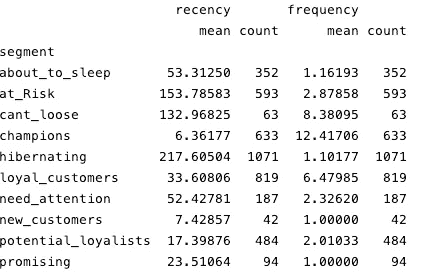 recency frequency
mean count mean count
segment
about_to_sleep 53.31250 352 1.16193 352
at_Risk 153.78583 593 2.87858 593
cant_loose 132.96825 63 8.38095 63
champions 6.36177 633 12.41706 633
hibernating 217.60504 1071 1.10177 1071
loyal_customers 33.60806 819 6.47985 819
need_attention 52.42781 187 2.32620 187
new_customers 7.42857 42 1.00000 42
potential_loyalists 17.39876 484 2.01033 484
promising 23.51064 94 1.00000 94